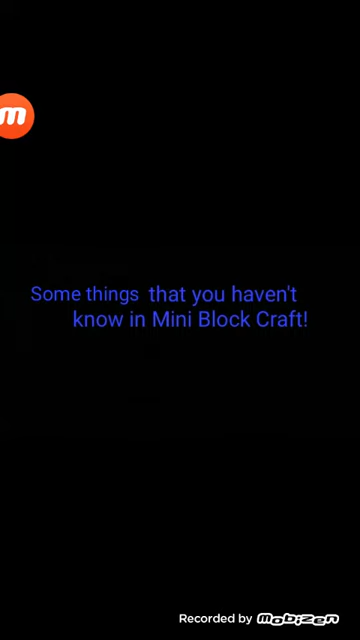 m
Some things that you haven't
know in Mini Block Craft!
Recorded by Mobizen